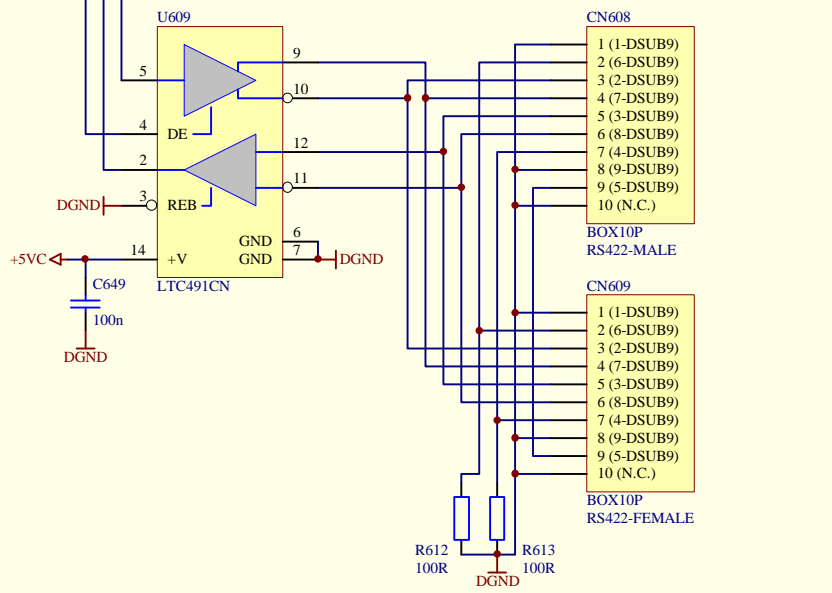 U609
5
4
DE
2
3
REB
DGND
14
+V
+5VC
C649
100n
DGND
9
10
12
11
GND
6
GND
7
DGND
LTC491CN
CN608
1 (1-DSUB9)
2 (6-DSUB9)
3 (2-DSUB9)
4 (7-DSUB9)
5 (3-DSUB9)
6 (8-DSUB9)
7 (4-DSUB9)
8 (9-DSUB9)
9 (5-DSUB9)
10 (N.C.)
BOX10P
RS422-MALE
CN609
1 (1-DSUB9)
2 (6-DSUB9)
3 (2-DSUB9)
4 (7-DSUB9)
5 (3-DSUB9)
6 (8-DSUB9)
7 (4-DSUB9)
8 (9-DSUB9)
9 (5-DSUB9)
10 (N.C.)
BOX10P
RS422-FEMALE
R612
100R
R613
100R
DGND